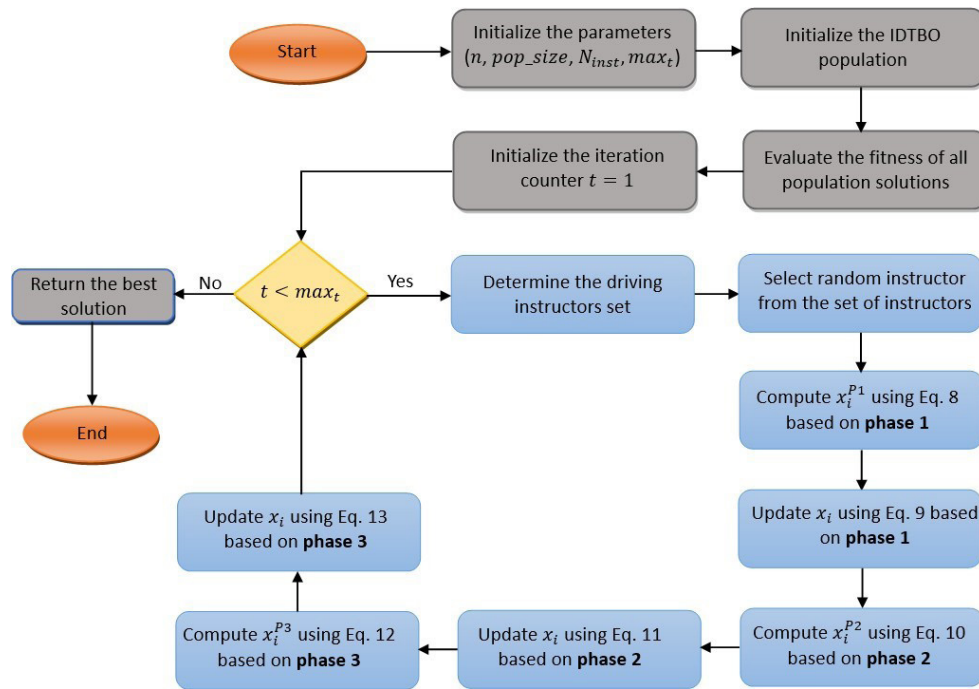 Start
Initialize the parameters
(n, pop_size, N_inst, max_t)
Initialize the IDTBO
population
Evaluate the fitness of all
population solutions
Initialize the iteration
counter t = 1
t < max_t
No
Yes
Return the best
solution
End
Determine the driving
instructors set
Select random instructor
from the set of instructors
Compute x_i^{P1} using Eq. 8
based on phase 1
Update x_i using Eq. 9 based
on phase 1
Compute x_i^{P2} using Eq. 10
based on phase 2
Update x_i using Eq. 11
based on phase 2
Compute x_i^{P3} using Eq. 12
based on phase 3
Update x_i using Eq. 13
based on phase 3